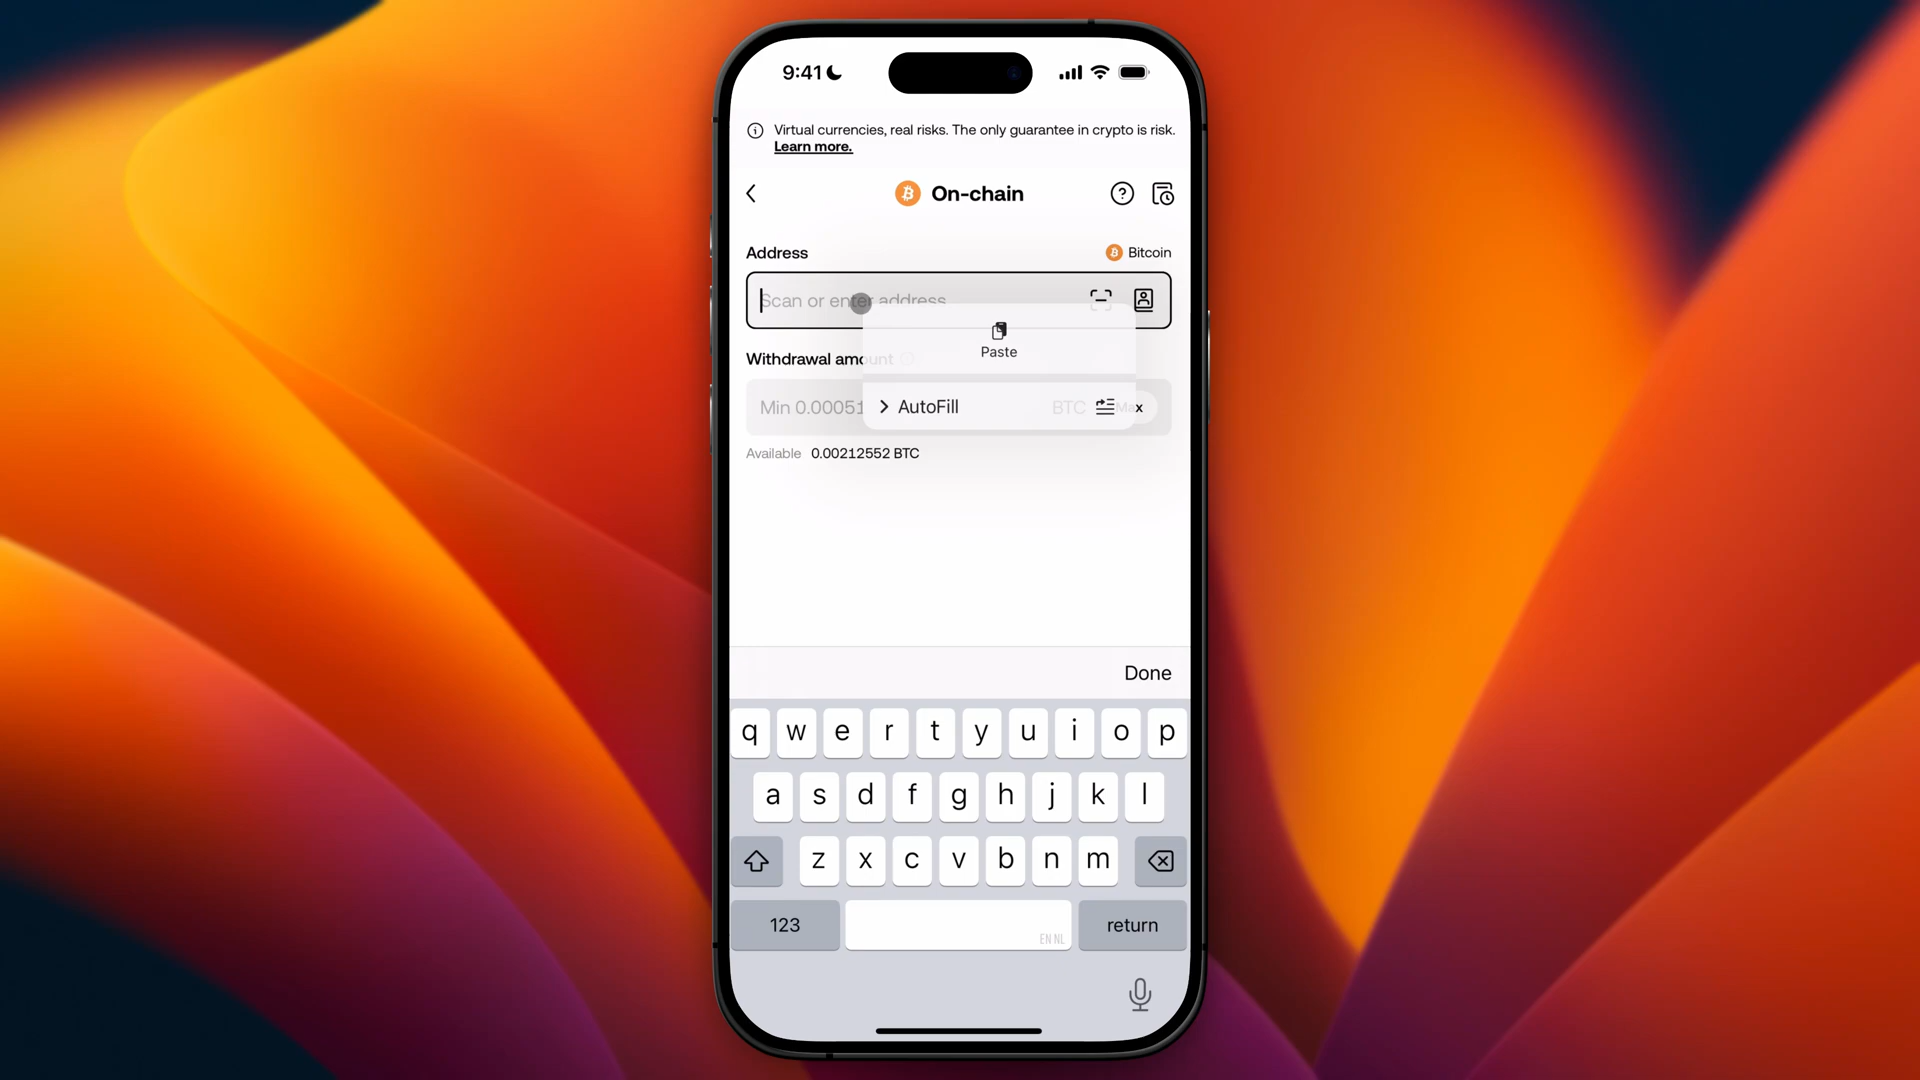 9:41
Virtual currencies, real risks. The only guarantee in crypto is risk.
Learn more.
On-chain
Address
Bitcoin
Scan or enter address
Paste
Withdrawal amount
Min 0.00051
AutoFill
BTC
Max
Available 0.00212552 BTC
Done
q w e r t y u i o p
a s d f g h j k l
z x c v b n m
123
EN NL
return